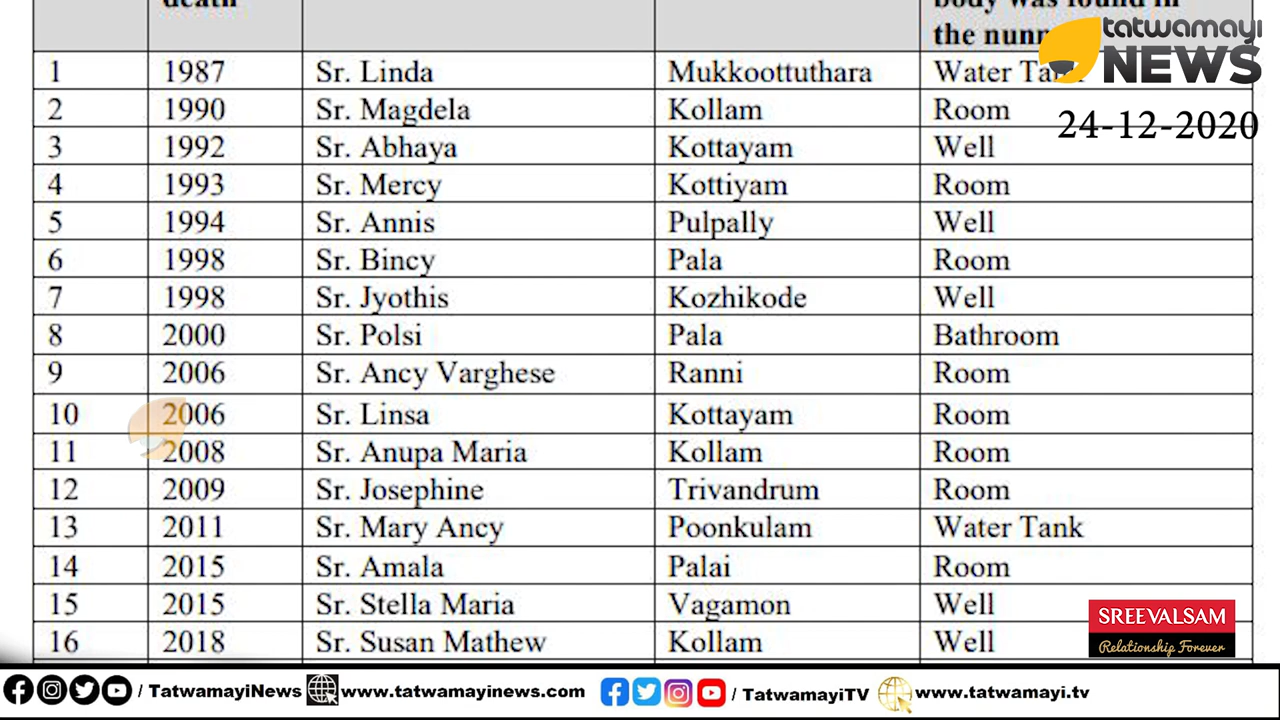 death
body was found in
the nunn
tatwamayi
NEWS
24-12-2020
1 1987 Sr. Linda Mukkoottuthara Water Tank
2 1990 Sr. Magdela Kollam Room
3 1992 Sr. Abhaya Kottayam Well
4 1993 Sr. Mercy Kottiyam Room
5 1994 Sr. Annis Pulpally Well
6 1998 Sr. Bincy Pala Room
7 1998 Sr. Jyothis Kozhikode Well
8 2000 Sr. Polsi Pala Bathroom
9 2006 Sr. Ancy Varghese Ranni Room
10 2006 Sr. Linsa Kottayam Room
11 2008 Sr. Anupa Maria Kollam Room
12 2009 Sr. Josephine Trivandrum Room
13 2011 Sr. Mary Ancy Poonkulam Water Tank
14 2015 Sr. Amala Palai Room
15 2015 Sr. Stella Maria Vagamon Well
16 2018 Sr. Susan Mathew Kollam Well
SREEVALSAM
Relationship Forever
/ TatwamayiNews www.tatwamayinews.com / TatwamayiTV www.tatwamayi.tv